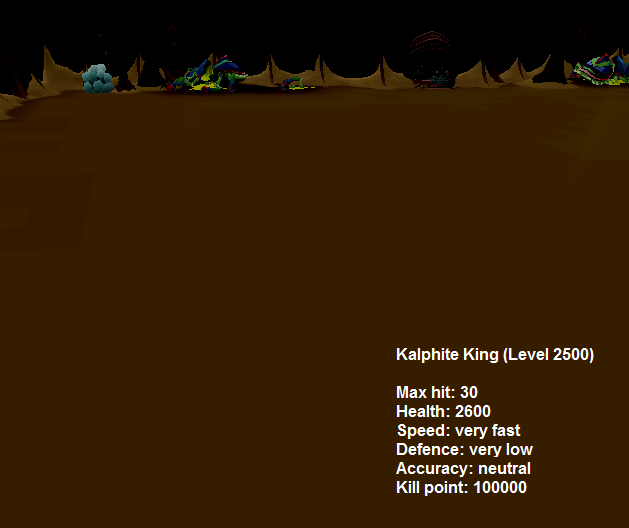 Kalphite King (Level 2500)
Max hit: 30
Health: 2600
Speed: very fast
Defence: very low
Accuracy: neutral
Kill point: 100000